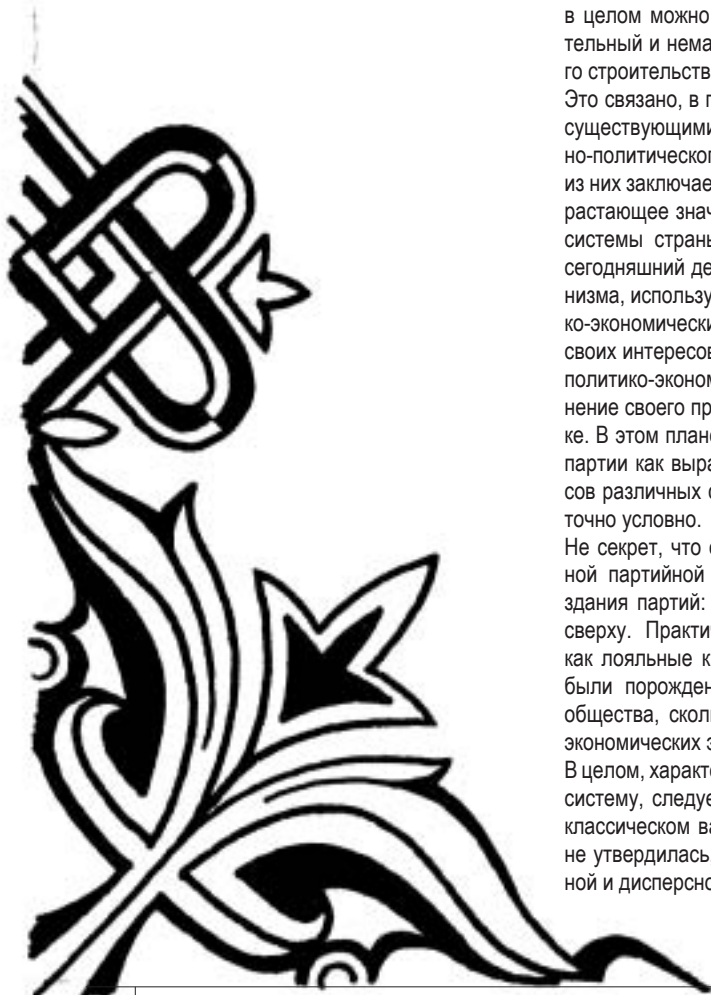 в целом можно
тельный и нема
го строительств
Это связано, в п
существующими
но-политическог
из них заключае
растающее знач
системы стран
сегодняшний де
низма, использу
ко-экономически
своих интересов
политико-эконом
нение своего пр
ке. В этом плане
партии как выра
сов различных с
точно условно.
Не секрет, что
ной партийной
здания партий:
сверху. Практи
как лояльные к
были порожден
общества, скол
экономических э
В целом, характ
систему, следуе
классическом ва
не утвердилась
ной и дисперсно